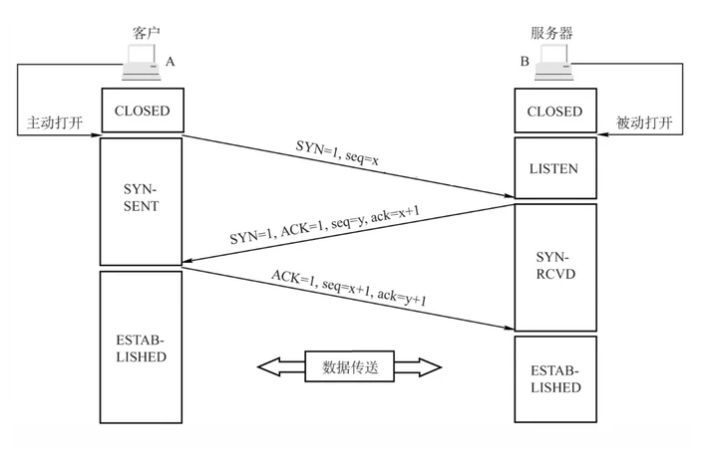 客户
服务器
A
B
CLOSED
CLOSED
主动打开
被动打开
SYN=1, seq=x
LISTEN
SYN-
SENT
SYN=1, ACK=1, seq=y, ack=x+1
SYN-
RCVD
ACK=1, seq=x+1, ack=y+1
ESTAB-
LISHED
数据传送
ESTAB-
LISHED